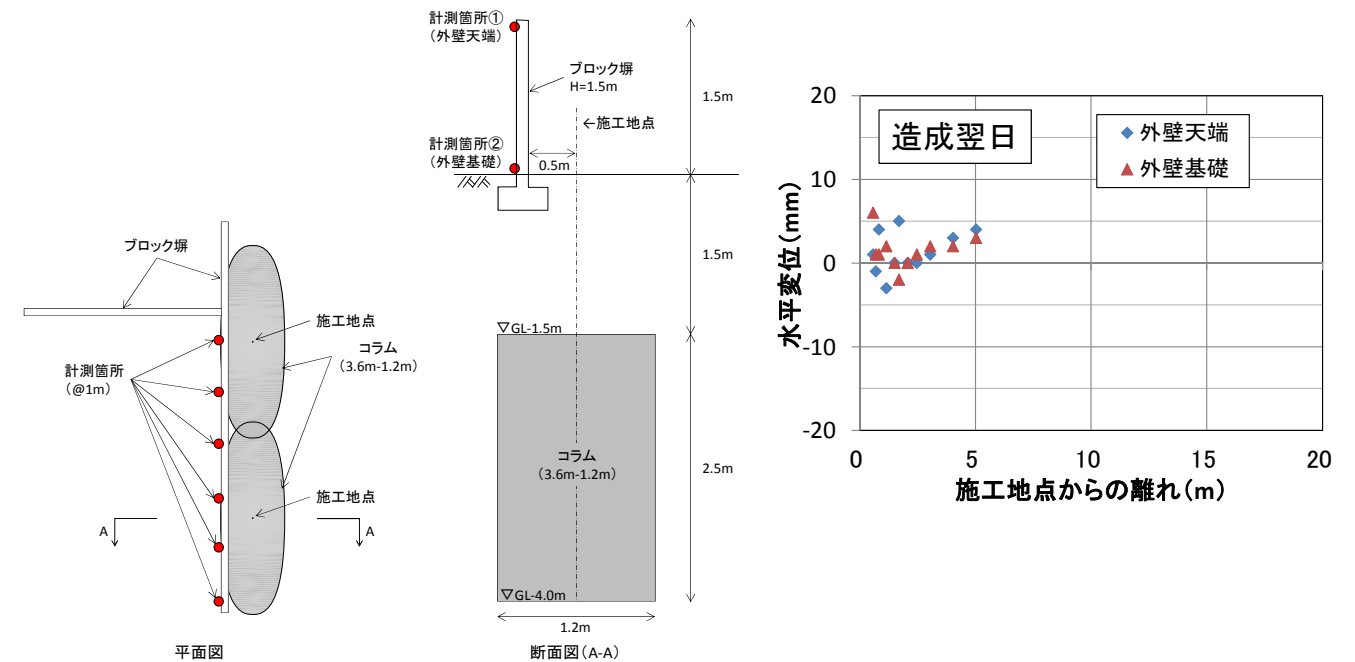 ブロック塀
施工地点
コラム
(3.6m-1.2m)
計測箇所
(@1m)
施工地点
A
A
平面図
計測箇所①
(外壁天端)
ブロック塀
H=1.5m
←施工地点
計測箇所②
(外壁基礎)
0.5m
1.5m
1.5m
▽GL-1.5m
コラム
(3.6m-1.2m)
2.5m
▽GL-4.0m
1.2m
断面図(A-A)
造成翌日
外壁天端
外壁基礎
水平変位(mm)
20
10
0
-10
-20
0
5
10
15
20
施工地点からの離れ(m)